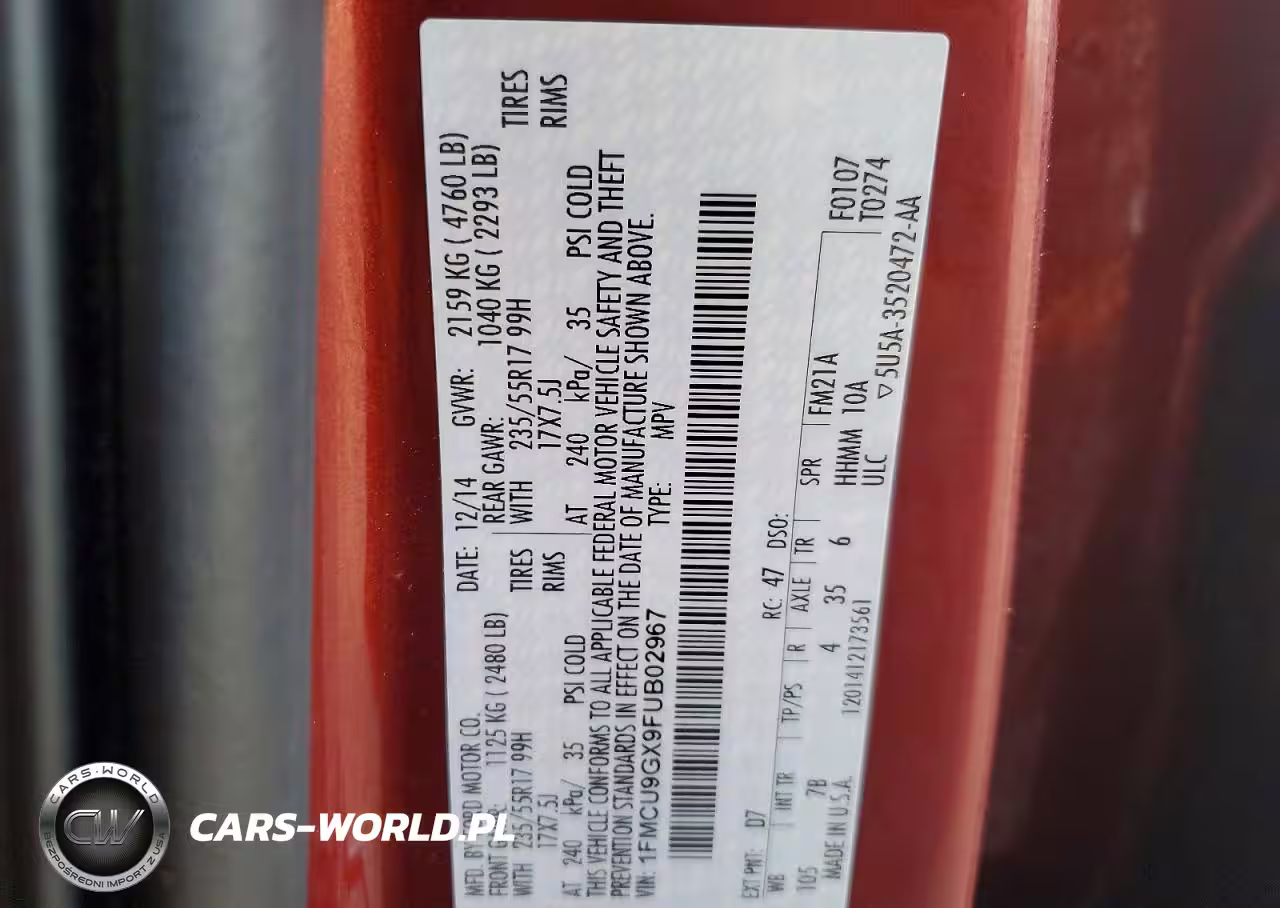 MFD. BY FORD MOTOR CO. DATE: 12/14 GVWR: 2159 KG ( 4760 LB)
FRONT 1125 KG ( 2480 LB) REAR GAWR: 1040 KG ( 2293 LB)
WITH 235/55R17 99H TIRES WITH 235/55R17 99H TIRES
17X7.5J RIMS 17X7.5J RIMS
AT 240 kPa/ 35 PSI COLD AT 240 kPa/ 35 PSI COLD
THIS VEHICLE CONFORMS TO ALL APPLICABLE FEDERAL MOTOR VEHICLE SAFETY AND THEFT
PREVENTION STANDARDS IN EFFECT ON THE DATE OF MANUFACTURE SHOWN ABOVE.
VIN: 1FMCU9GX9FUB02967 TYPE: MPV
F0107
T0274
EXT PNT: D7 RC: 47 DSO:
WB INT TR TP/PS R AXLE TR SPR FM21A
105 7B 4 35 6 HHMM 10A
MADE IN U.S.A. 1201412173561 ULC
▽5U5A-3520472-AA
CARS-WORLD
CW
BEZPOŚREDNI IMPORT Z USA
CARS-WORLD.PL